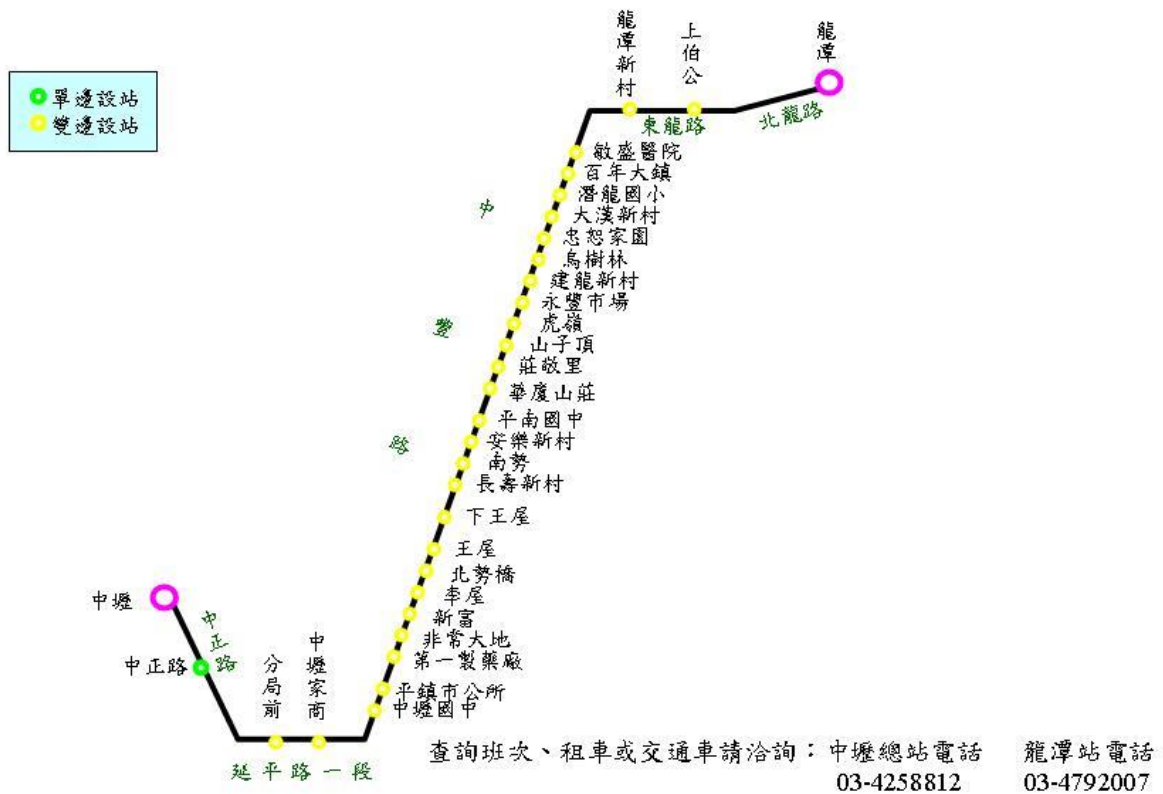 單邊設站
雙邊設站
龍潭
上伯公
龍潭新村
北龍路
東龍路
敏盛醫院
百年大鎮
潛龍國小
大漢新村
忠恕家園
烏樹林
建龍新村
永豐市場
虎嶺
山子頂
莊敬里
華廈山莊
平南國中
安樂新村
南勢
長壽新村
下王屋
王屋
北勢橋
李屋
新富
非常大地
第一製藥廠
平鎮市公所
中壢國中
中豐路
中壢家商
分局前
延平路一段
中正路
中正路
中壢
查詢班次、租車或交通車請洽詢：中壢總站電話 龍潭站電話
03-4258812 03-4792007